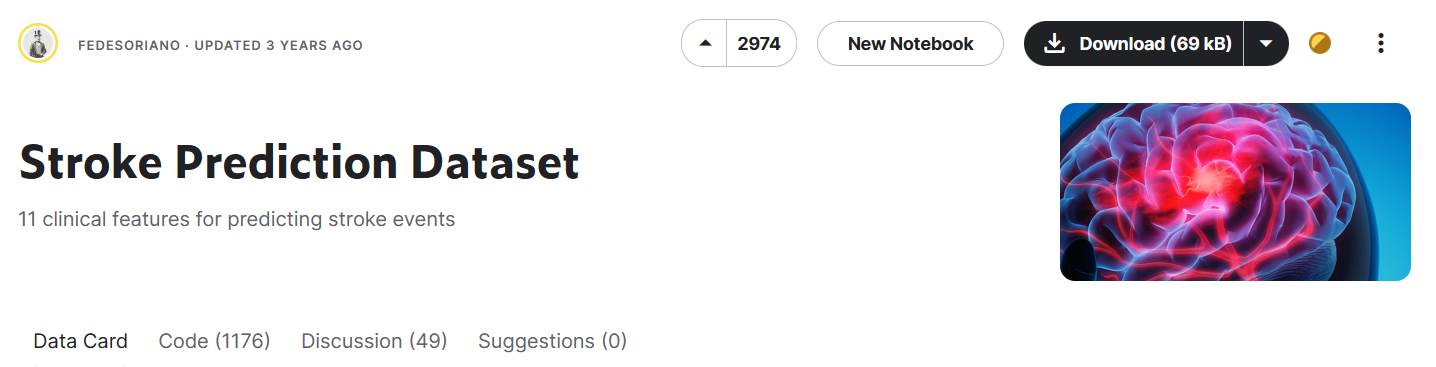 FEDESORIANO · UPDATED 3 YEARS AGO
2974
New Notebook
Download (69 kB)
Stroke Prediction Dataset
11 clinical features for predicting stroke events
Data Card Code (1176) Discussion (49) Suggestions (0)